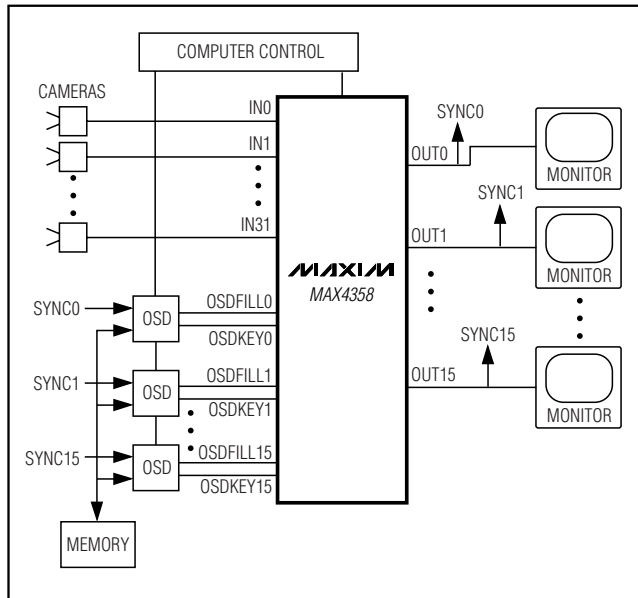 COMPUTER CONTROL
CAMERAS
IN0
IN1
IN31
SYNC0
OUT0
MONITOR
SYNC1
OUT1
MONITOR
MAXIM
MAX4358
SYNC0
OSD
OSDFILL0
OSDKEY0
SYNC1
OSD
OSDFILL1
OSDKEY1
SYNC15
OUT15
MONITOR
SYNC15
OSD
OSDFILL15
OSDKEY15
MEMORY